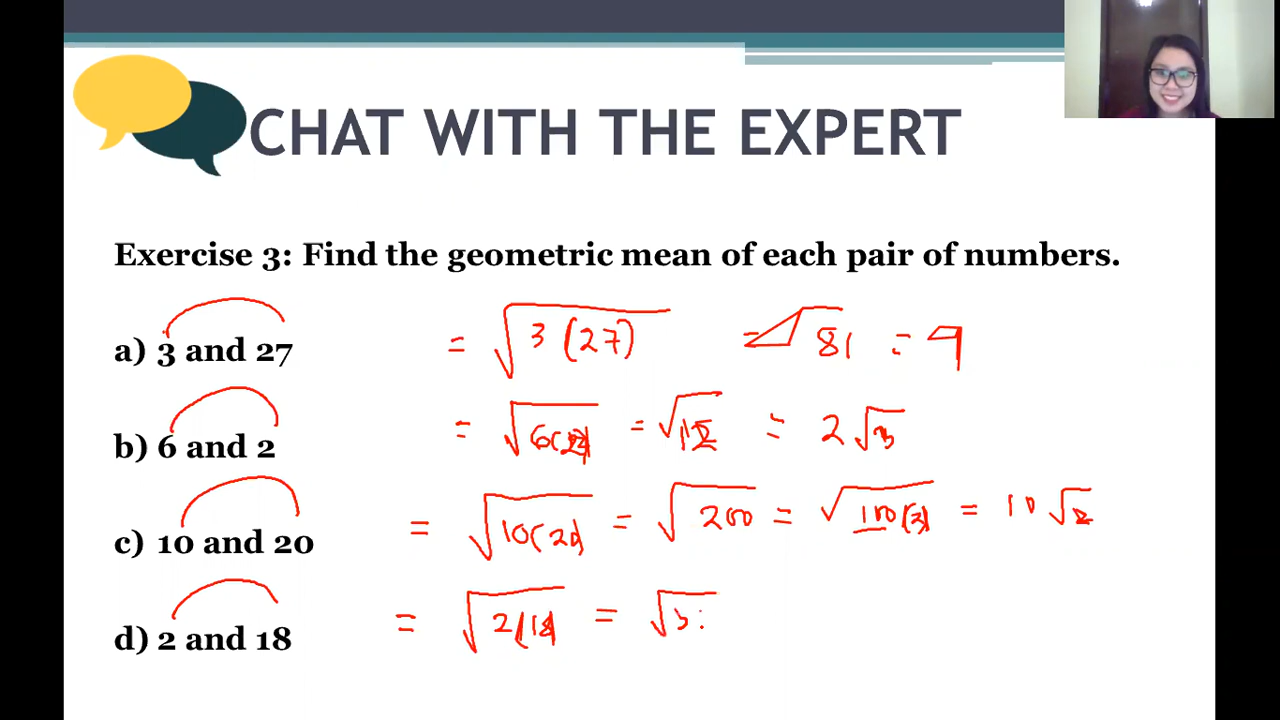 CHAT WITH THE EXPERT
Exercise 3: Find the geometric mean of each pair of numbers.
a) 3 and 27 = √3(27) = √81 = 9
b) 6 and 2 = √6(2) = √12 = 2√3
c) 10 and 20 = √10(20) = √200 = √100(2) = 10√2
d) 2 and 18 = √2(18) = √3